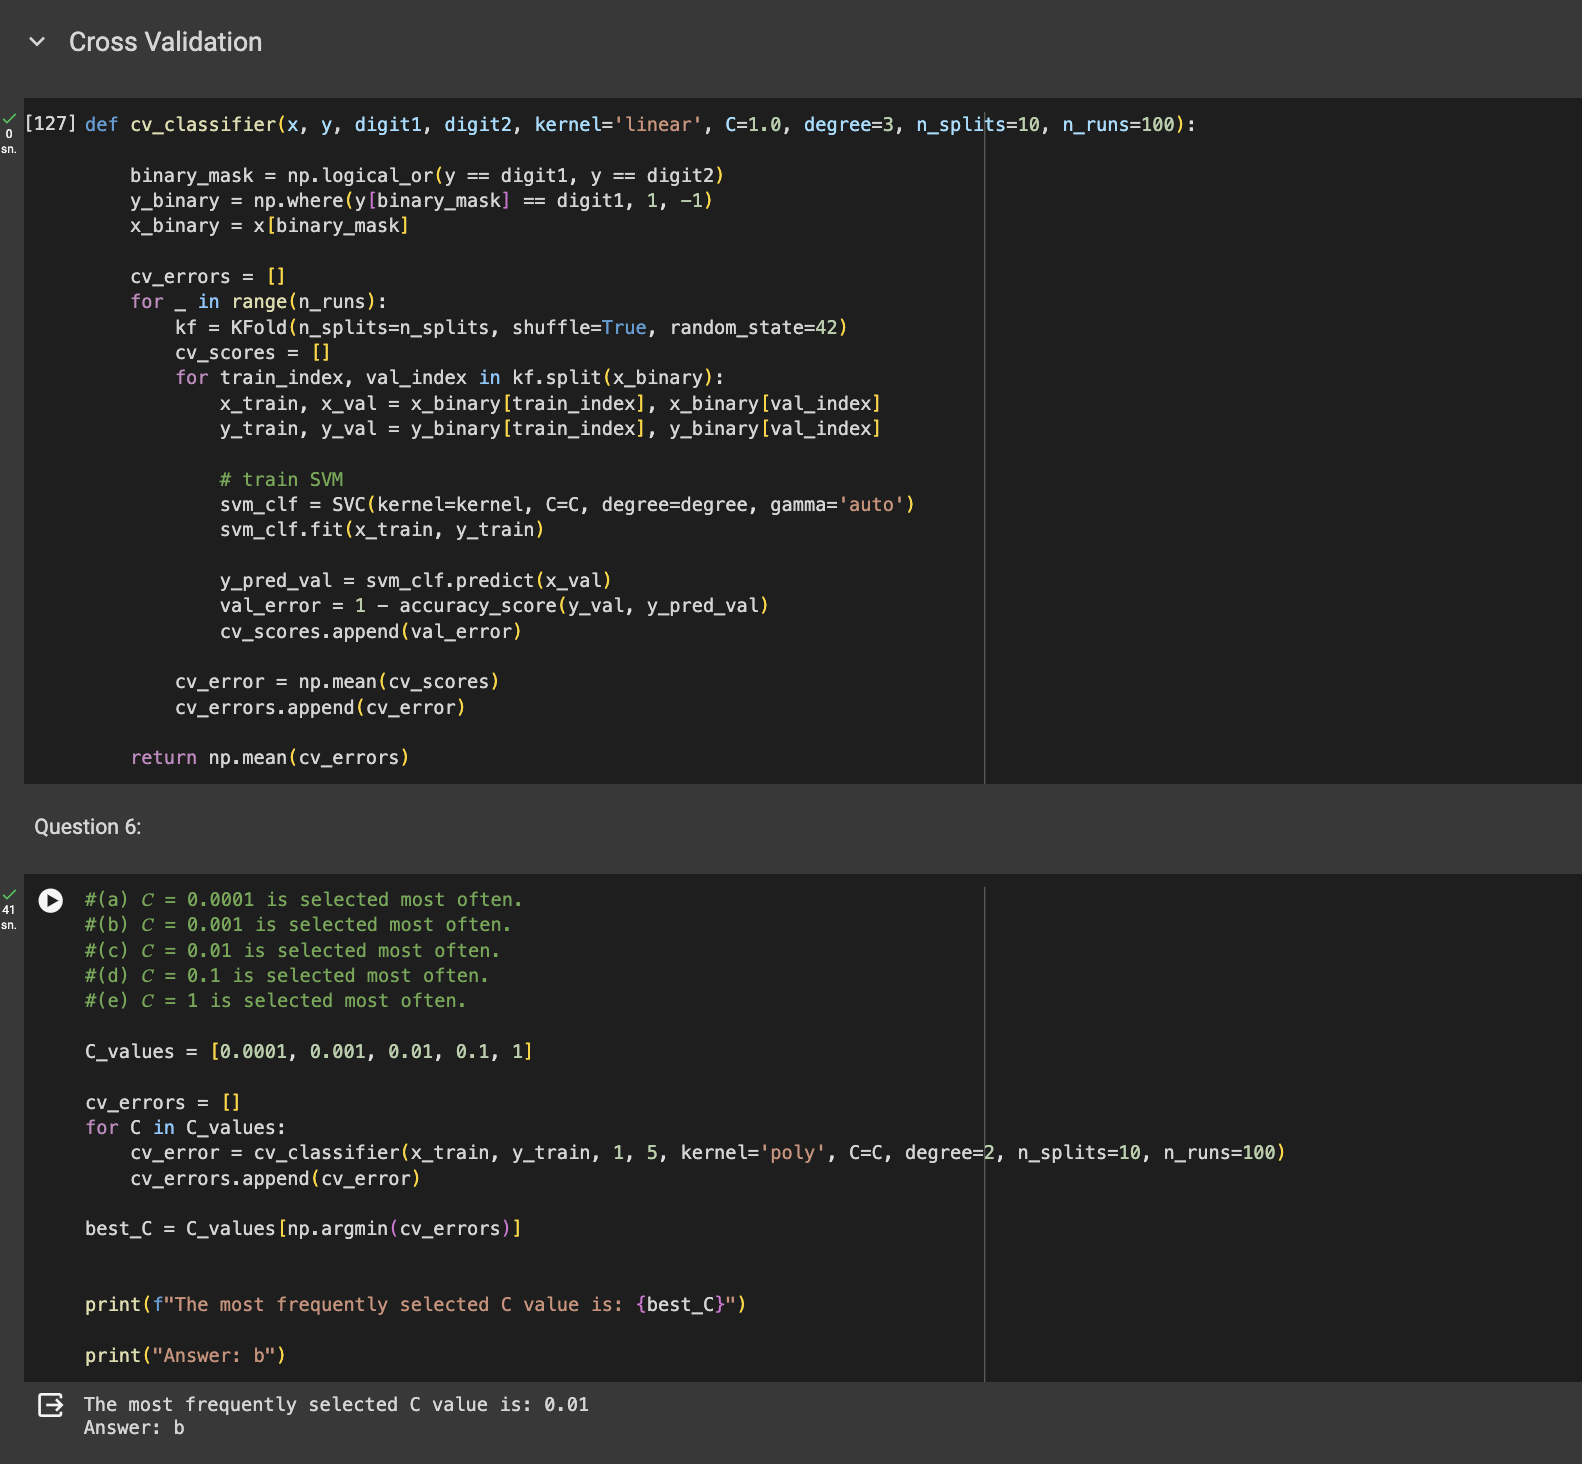 Cross Validation
0
sn.
[127] def cv_classifier(x, y, digit1, digit2, kernel='linear', C=1.0, degree=3, n_splits=10, n_runs=100):
binary_mask = np.logical_or(y == digit1, y == digit2)
y_binary = np.where(y[binary_mask] == digit1, 1, -1)
x_binary = x[binary_mask]
cv_errors = []
for _ in range(n_runs):
kf = KFold(n_splits=n_splits, shuffle=True, random_state=42)
cv_scores = []
for train_index, val_index in kf.split(x_binary):
x_train, x_val = x_binary[train_index], x_binary[val_index]
y_train, y_val = y_binary[train_index], y_binary[val_index]
# train SVM
svm_clf = SVC(kernel=kernel, C=C, degree=degree, gamma='auto')
svm_clf.fit(x_train, y_train)
y_pred_val = svm_clf.predict(x_val)
val_error = 1 - accuracy_score(y_val, y_pred_val)
cv_scores.append(val_error)
cv_error = np.mean(cv_scores)
cv_errors.append(cv_error)
return np.mean(cv_errors)
Question 6:
41
sn.
#(a) 𝐶 = 0.0001 is selected most often.
#(b) 𝐶 = 0.001 is selected most often.
#(c) 𝐶 = 0.01 is selected most often.
#(d) 𝐶 = 0.1 is selected most often.
#(e) 𝐶 = 1 is selected most often.
C_values = [0.0001, 0.001, 0.01, 0.1, 1]
cv_errors = []
for C in C_values:
cv_error = cv_classifier(x_train, y_train, 1, 5, kernel='poly', C=C, degree=2, n_splits=10, n_runs=100)
cv_errors.append(cv_error)
best_C = C_values[np.argmin(cv_errors)]
print(f"The most frequently selected C value is: {best_C}")
print("Answer: b")
The most frequently selected C value is: 0.01
Answer: b